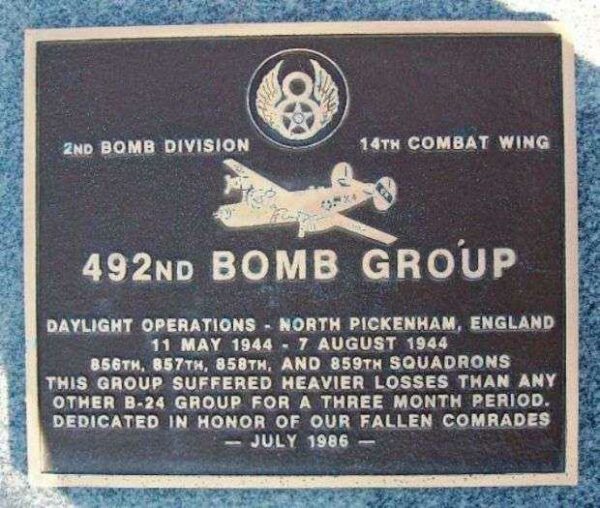 2ND BOMB DIVISION 14TH COMBAT WING
492ND BOMB GROUP
DAYLIGHT OPERATIONS - NORTH PICKENHAM, ENGLAND
11 MAY 1944 - 7 AUGUST 1944
856TH, 857TH, 858TH, AND 859TH SQUADRONS
THIS GROUP SUFFERED HEAVIER LOSSES THAN ANY
OTHER B-24 GROUP FOR A THREE MONTH PERIOD.
DEDICATED IN HONOR OF OUR FALLEN COMRADES
— JULY 1986 —